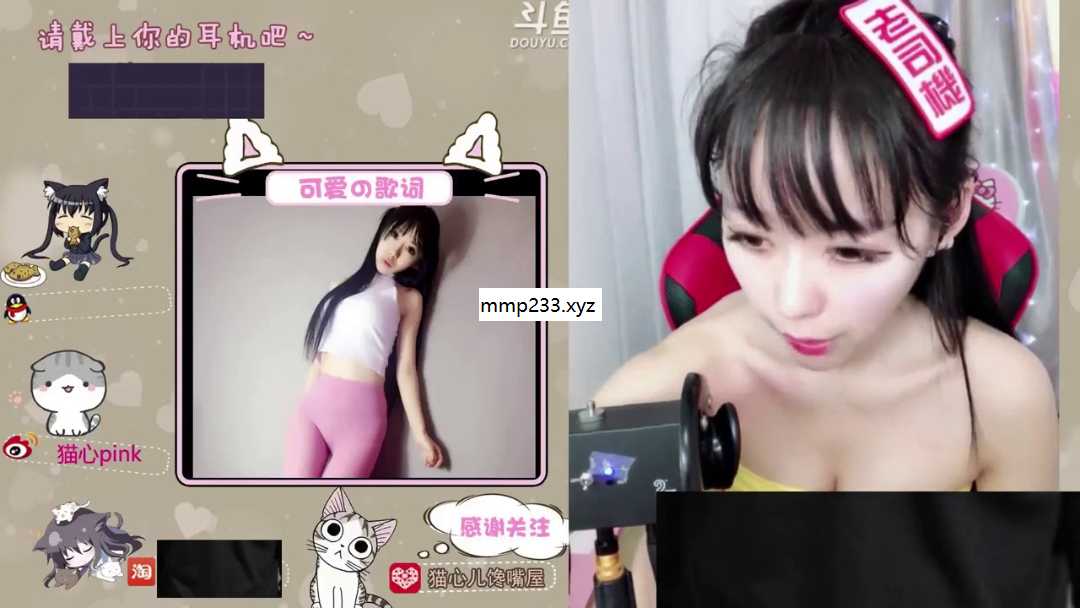 请戴上你的耳机吧～
斗鱼
DOUYU.C
老司機
可爱の歌词
mmp233.xyz
猫心pink
感谢关注
淘
猫心儿馋嘴屋